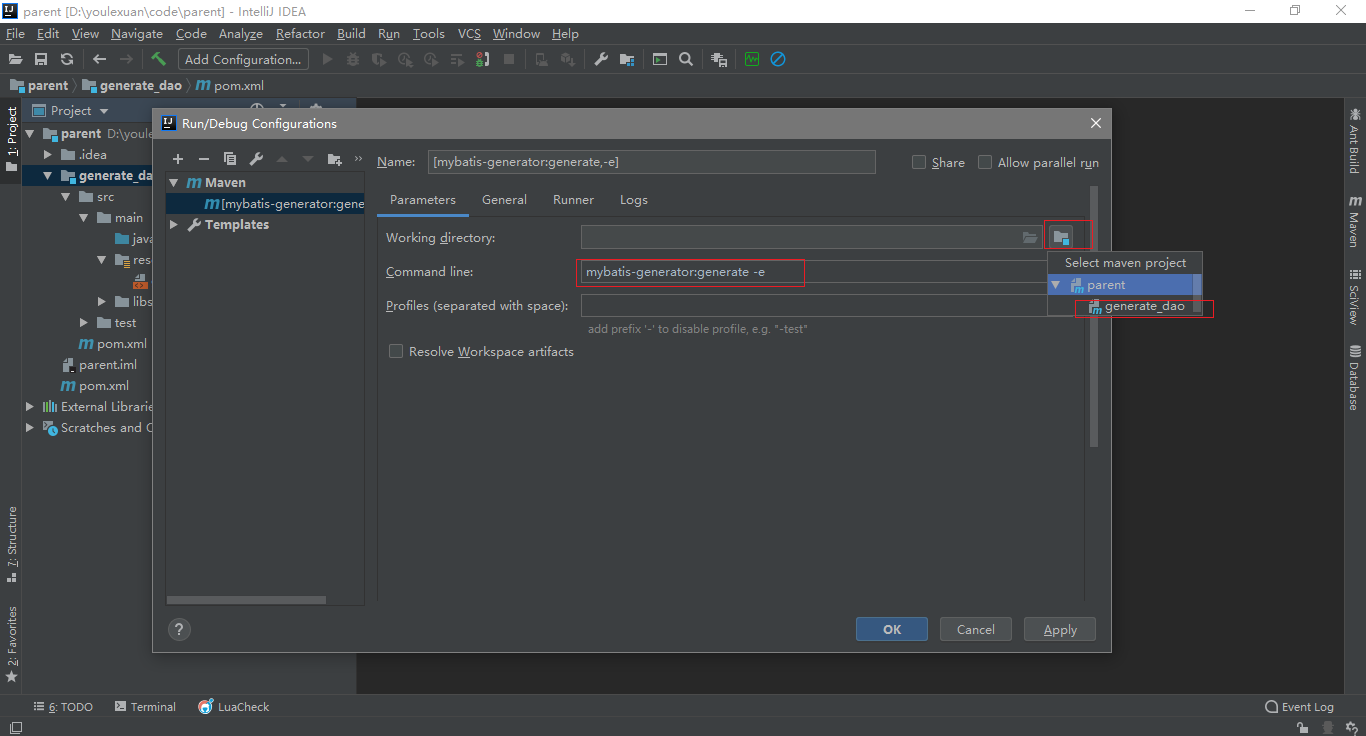 parent [D:\youlexuan\code\parent] - IntelliJ IDEA
File Edit View Navigate Code Analyze Refactor Build Run Tools VCS Window Help
Add Configuration...
parent generate_dao pom.xml
1: Project
Project
parent D:\youle
.idea
generate_da
src
main
java
res
libs
test
pom.xml
parent.iml
pom.xml
External Librarie
Scratches and C
7: Structure
2: Favorites
Run/Debug Configurations
Maven
[mybatis-generator:gene
Templates
Name: [mybatis-generator:generate,-e]
Share Allow parallel run
Parameters General Runner Logs
Working directory:
Command line: mybatis-generator:generate -e
Profiles (separated with space):
add prefix '-' to disable profile, e.g. "-test"
Resolve Workspace artifacts
Select maven project
parent
generate_dao
?
OK Cancel Apply
Ant Build
Maven
SciView
Database
6: TODO Terminal LuaCheck Event Log